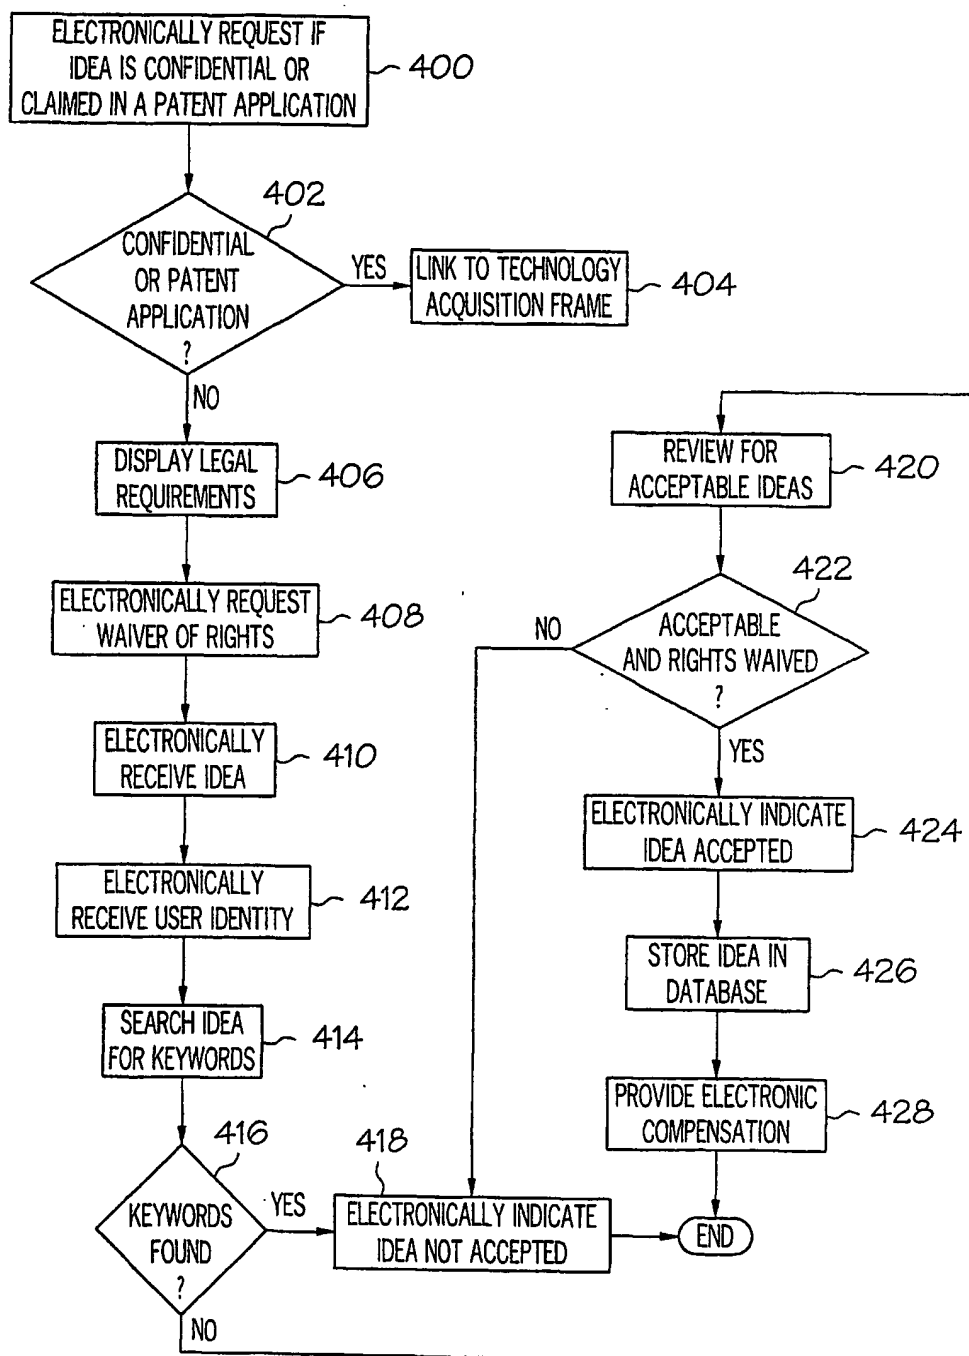 ELECTRONICALLY REQUEST IF
IDEA IS CONFIDENTIAL OR
CLAIMED IN A PATENT APPLICATION
400
402
CONFIDENTIAL
OR PATENT
APPLICATION
?
YES
LINK TO TECHNOLOGY
ACQUISITION FRAME
404
NO
DISPLAY LEGAL
REQUIREMENTS
406
ELECTRONICALLY REQUEST
WAIVER OF RIGHTS
408
ELECTRONICALLY
RECEIVE IDEA
410
ELECTRONICALLY
RECEIVE USER IDENTITY
412
SEARCH IDEA
FOR KEYWORDS
414
416
KEYWORDS
FOUND
?
YES
NO
418
ELECTRONICALLY INDICATE
IDEA NOT ACCEPTED
REVIEW FOR
ACCEPTABLE IDEAS
420
422
ACCEPTABLE
AND RIGHTS WAIVED
?
NO
YES
ELECTRONICALLY INDICATE
IDEA ACCEPTED
424
STORE IDEA IN
DATABASE
426
PROVIDE ELECTRONIC
COMPENSATION
428
END